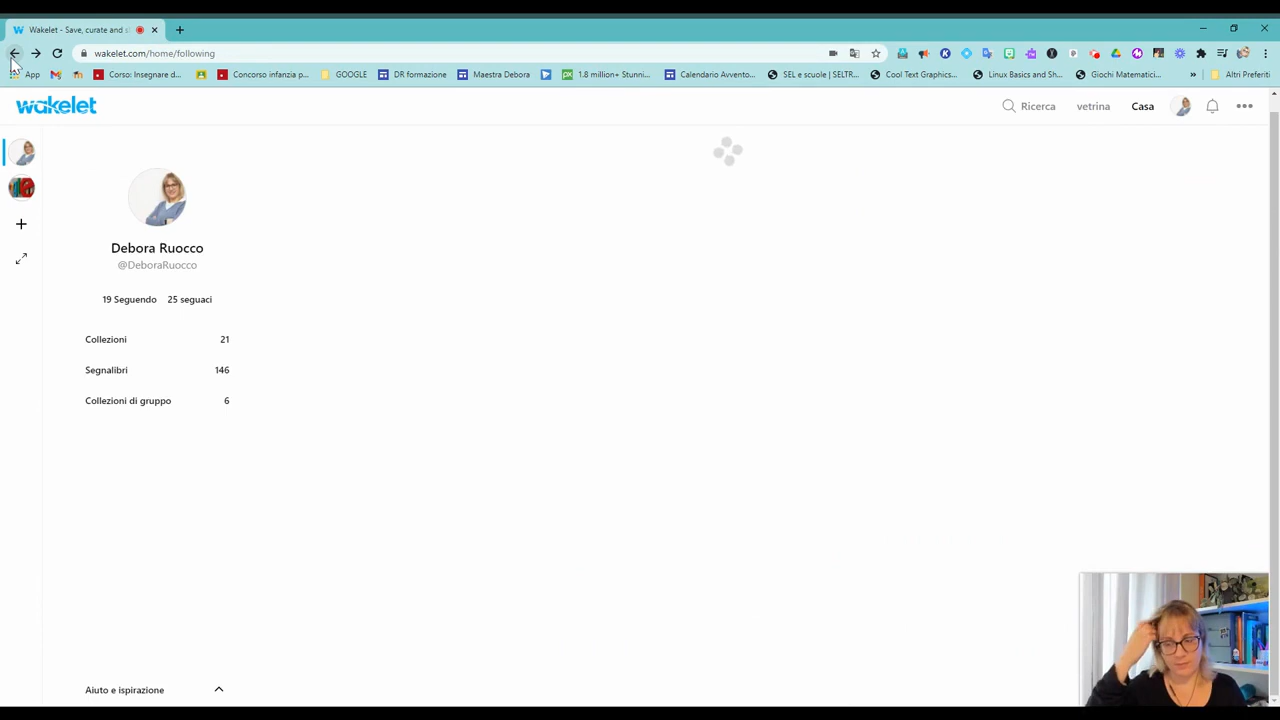 Wakelet - Save, curate and s
wakelet.com/home/following
App
Corso: Insegnare d...
Concorso infanzia p...
GOOGLE
DR formazione
Maestra Debora
1.8 million+ Stunni...
Calendario Avvento...
SEL e scuole | SELTR...
Cool Text Graphics...
Linux Basics and Sh...
Giochi Matematici...
»
Altri Preferiti
wakelet
Ricerca
vetrina
Casa
Debora Ruocco
@DeboraRuocco
19 Seguendo 25 seguaci
Collezioni 21
Segnalibri 146
Collezioni di gruppo 6
Aiuto e ispirazione